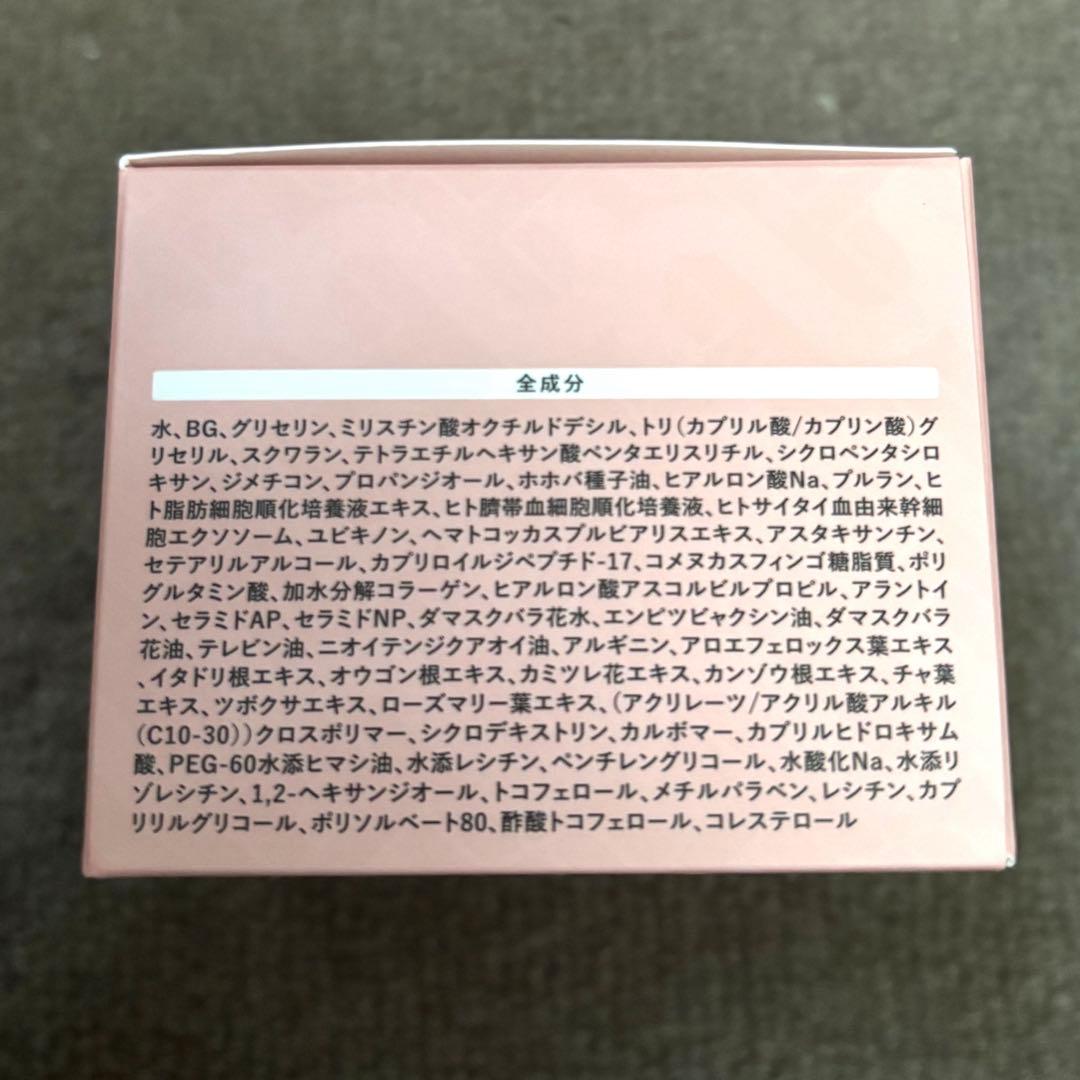 全成分
水、BG、グリセリン、ミリスチン酸オクチルドデシル、トリ(カプリル酸/カプリン酸)グ
リセリル、スクワラン、テトラエチルヘキサン酸ペンタエリスリチル、シクロペンタシロ
キサン、ジメチコン、プロパンジオール、ホホバ種子油、ヒアルロン酸Na、プルラン、ヒ
ト脂肪細胞順化培養液エキス、ヒト臍帯血細胞順化培養液、ヒトサイタイ血由来幹細
胞エクソソーム、ユビキノン、ヘマトコッカスプルビアリスエキス、アスタキサンチン、
セテアリルアルコール、カプリロイルジペプチド-17、コメヌカスフィンゴ糖脂質、ポリ
グルタミン酸、加水分解コラーゲン、ヒアルロン酸アスコルビルプロピル、アラントイ
ン、セラミドAP、セラミドNP、ダマスクバラ花水、エンピツビャクシン油、ダマスクバラ
花油、テレビン油、ニオイテンジクアオイ油、アルギニン、アロエフェロックス葉エキス
、イタドリ根エキス、オウゴン根エキス、カミツレ花エキス、カンゾウ根エキス、チャ葉
エキス、ツボクサエキス、ローズマリー葉エキス、(アクリレーツ/アクリル酸アルキル
(C10-30))クロスポリマー、シクロデキストリン、カルボマー、カプリルヒドロキサム
酸、PEG-60水添ヒマシ油、水添レシチン、ペンチレングリコール、水酸化Na、水添リ
ゾレシチン、1,2-ヘキサンジオール、トコフェロール、メチルパラベン、レシチン、カプ
リリルグリコール、ポリソルベート80、酢酸トコフェロール、コレステロール